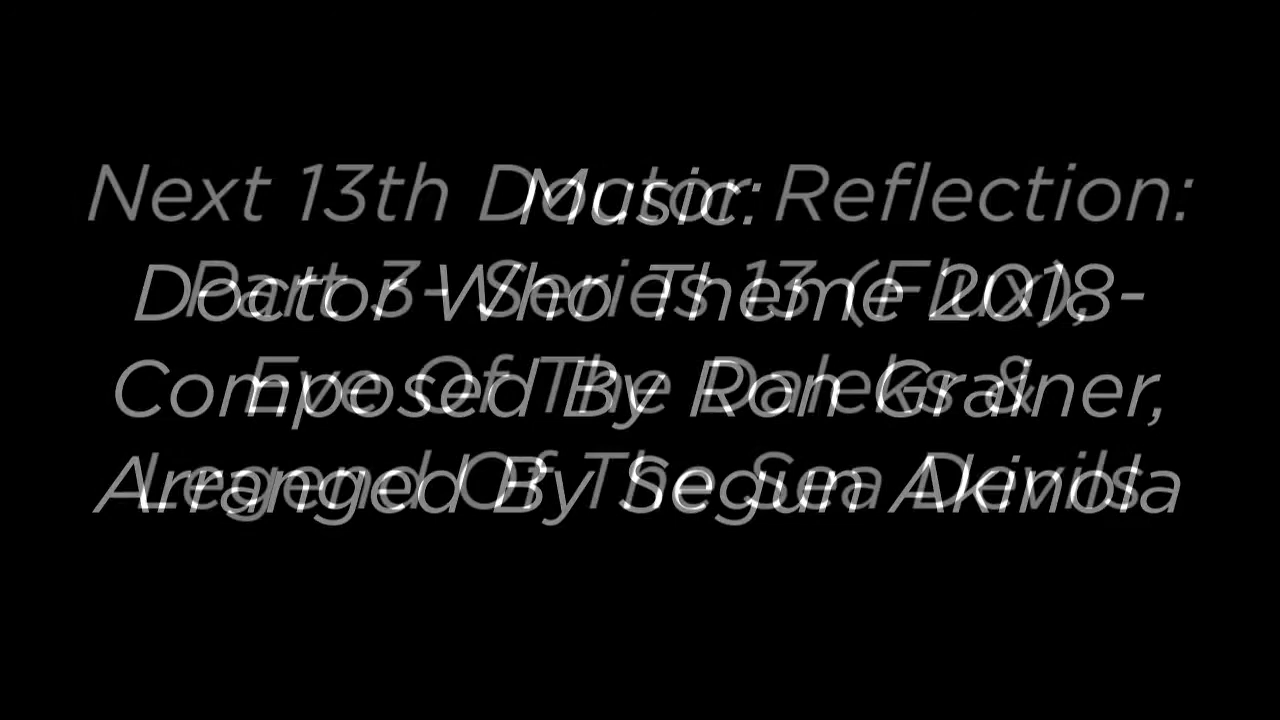 Next 13th Doctor Reflection:
Part 3- Series 13 (Flux),
Eve Of The Daleks &
Legend Of The Sea Devils
Music:
Doctor Who Theme 2018-
Composed By Ron Grainer,
Arranged By Segun Akinola